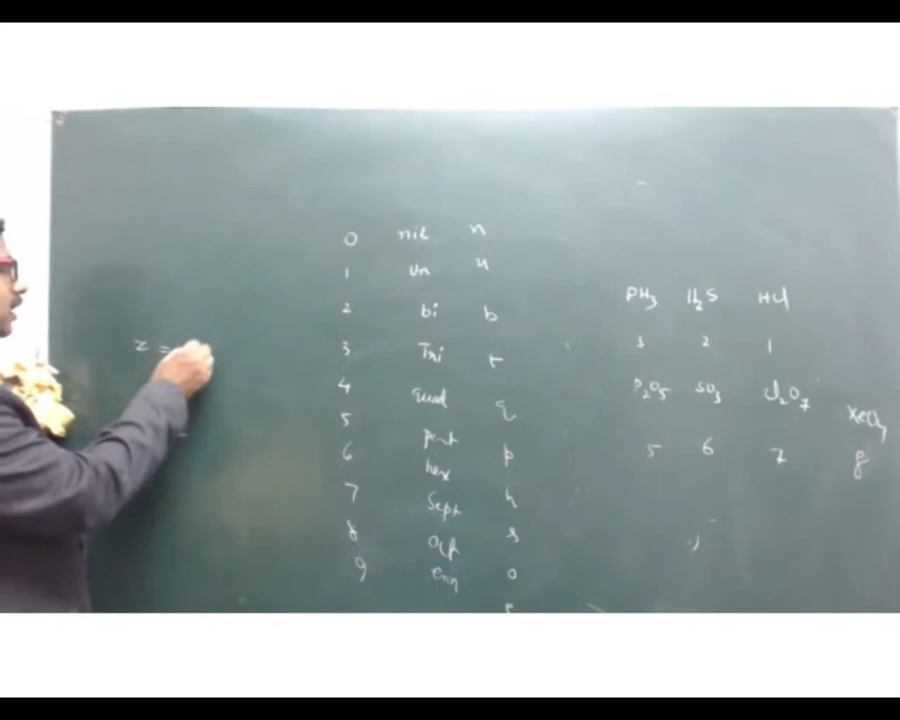 0 nil n
1 un u
2 bi b
3 Tri t
4 quad q
5 pent p
6 hex h
7 Sept s
8 Oct o
9 enn e
PH3 H2S HCl
3 2 1
P2O5 SO3 Cl2O7
5 6 7 8
Z =